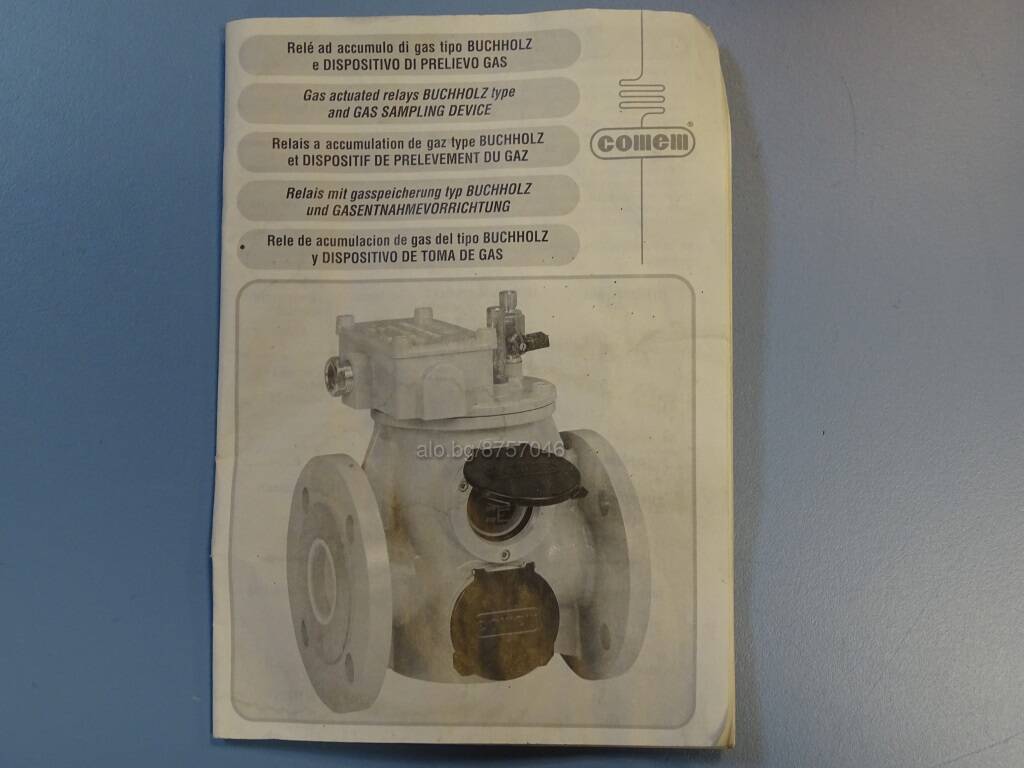 Relé ad accumulo di gas tipo BUCHHOLZ
e DISPOSITIVO DI PRELIEVO GAS
Gas actuated relays BUCHHOLZ type
and GAS SAMPLING DEVICE
Relais a accumulation de gaz type BUCHHOLZ
et DISPOSITIF DE PRELEVEMENT DU GAZ
Relais mit gasspeicherung typ BUCHHOLZ
und GASENTNAHMEVORRICHTUNG
Rele de acumulacion de gas del tipo BUCHHOLZ
y DISPOSITIVO DE TOMA DE GAS
comem®
alo.bg/8757046